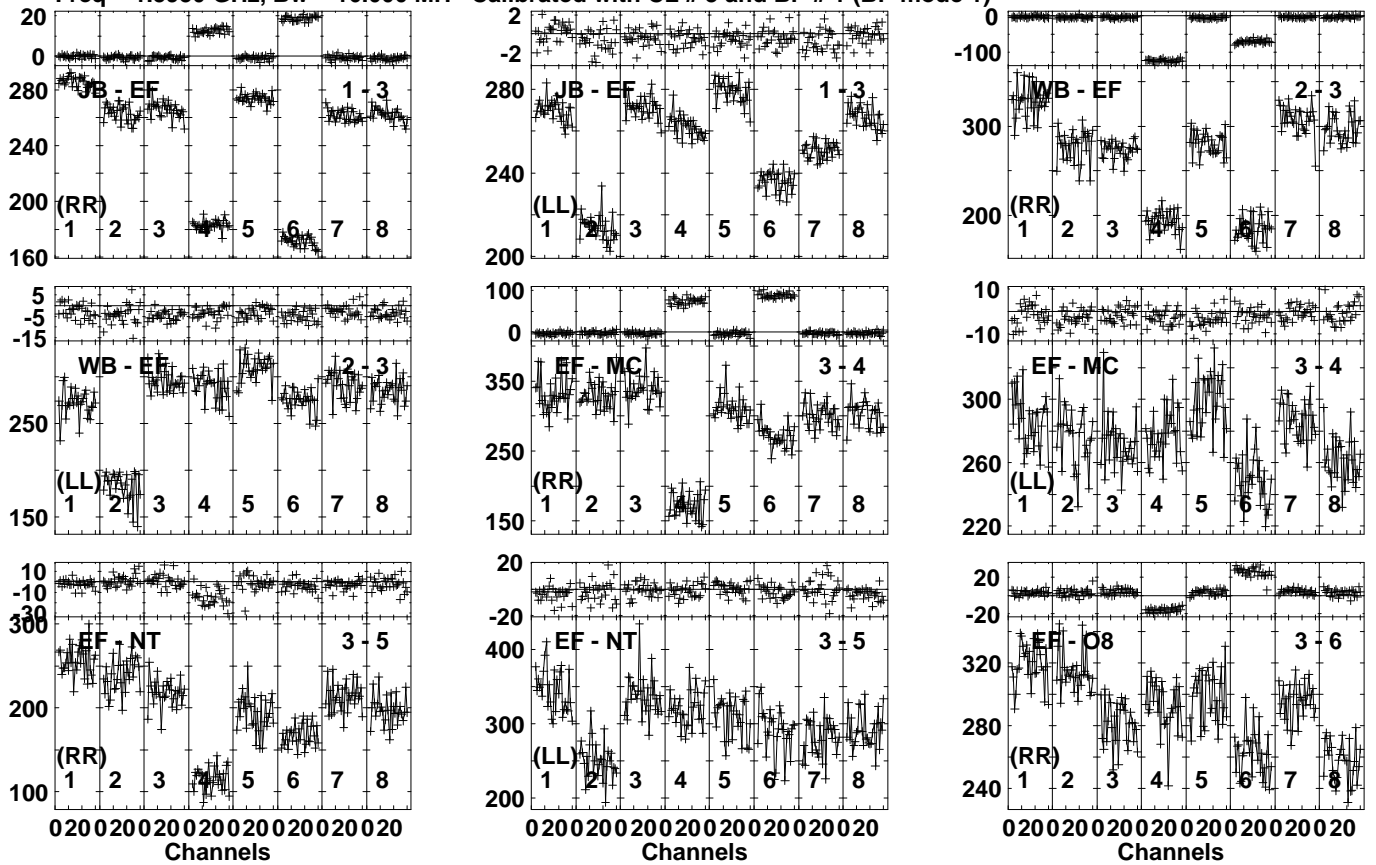 20 2 0
0 -2 -100
280 JB - EF 1 - 3 280 JB - EF 1 - 3 WB - EF 2 - 3
240 240 300
200 (RR) (LL) (RR) 200
1 2 3 4 5 6 7 8 1 2 3 4 5 6 7 8 1 2 3 4 5 6 7 8
160 200
5 100 10
-5
-15 0 -10
WB - EF 2 - 3 EF - MC 3 - 4 EF - MC 3 - 4
250 350 300
250 260
(LL) (RR) (LL)
150 1 2 3 4 5 6 7 8 150 1 2 3 4 5 6 7 8 220 1 2 3 4 5 6 7 8
10 20 20
-10
-30 -20 -20
300 EF - NT 3 - 5 400 EF - NT 3 - 5 320 EF - O8 3 - 6
200 300 280
(RR) (LL) (RR)
100 1 2 3 4 5 6 7 8 200 1 2 3 4 5 6 7 8 240 1 2 3 4 5 6 7 8
0 20 0 20 0 20 0 20 0 20 0 20 0 20 0 20 0 20 0 20 0 20 0 20 0 20 0 20 0 20 0 20 0 20 0 20 0 20 0 20 0 20 0 20 0 20 0 20
Channels Channels Channels